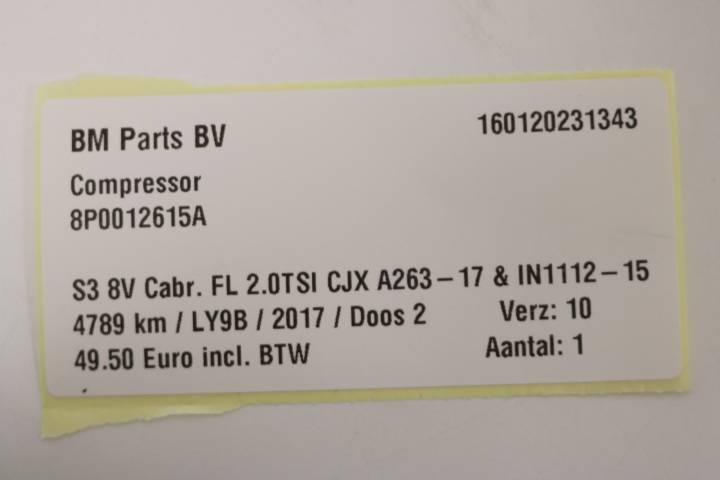 BM Parts BV 160120231343
Compressor
8P0012615A
S3 8V Cabr. FL 2.0TSI CJX A263-17 & IN1112-15
4789 km / LY9B / 2017 / Doos 2 Verz: 10
49.50 Euro incl. BTW Aantal: 1